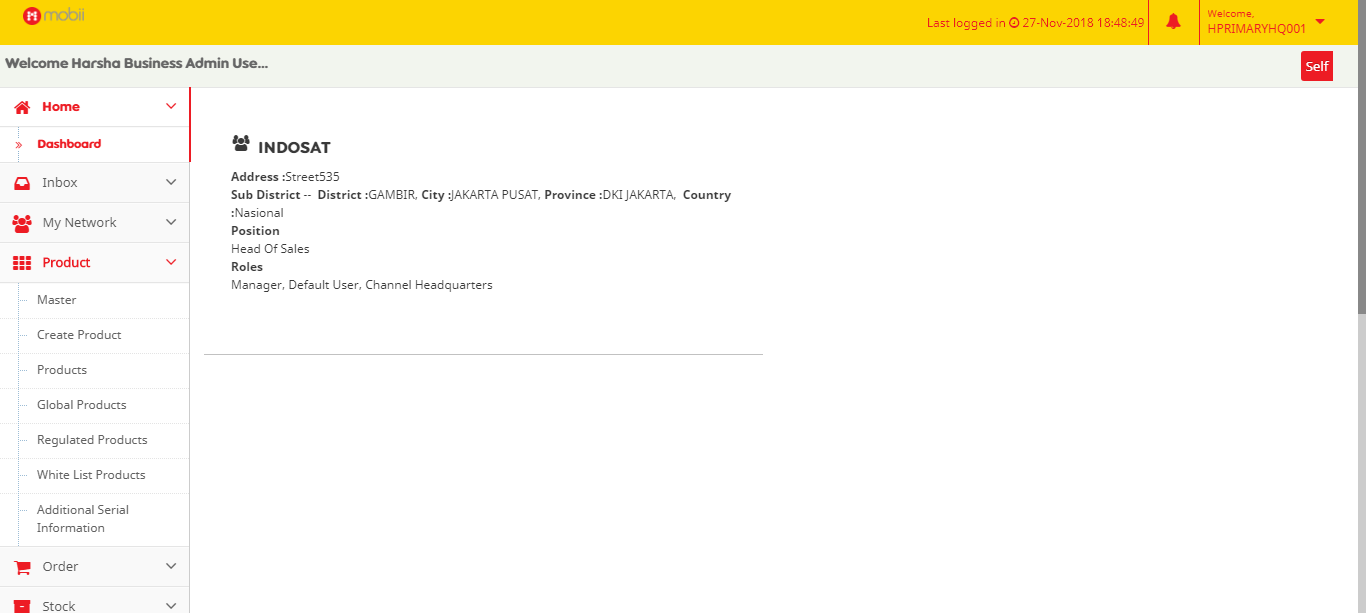 mobii
Last logged in 27-Nov-2018 18:48:49
Welcome,
HPRIMARYHQ001
Welcome Harsha Business Admin Use...
Self
Home
Dashboard
Inbox
My Network
Product
Master
Create Product
Products
Global Products
Regulated Products
White List Products
Additional Serial
Information
Order
Stock
INDOSAT
Address :Street535
Sub District -- District :GAMBIR, City :JAKARTA PUSAT, Province :DKI JAKARTA, Country
:Nasional
Position
Head Of Sales
Roles
Manager, Default User, Channel Headquarters